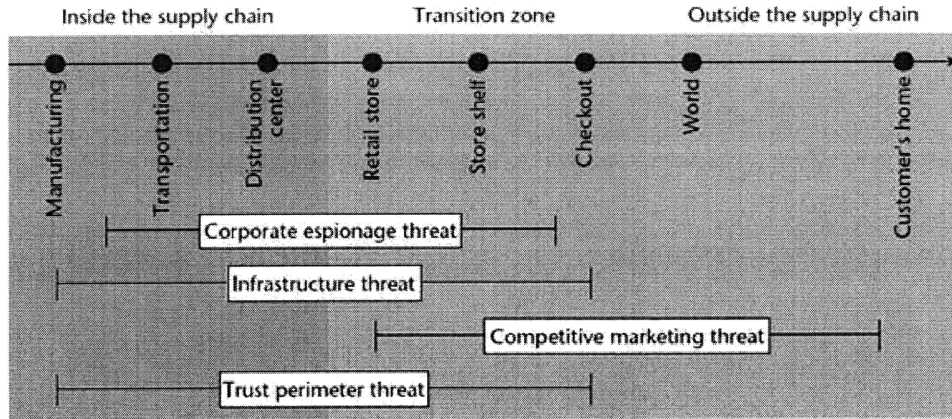 Inside the supply chain
Transition zone
Outside the supply chain
Manufacturing
Transportation
Distribution
center
Retail store
Store shelf
Checkout
World
Customer's home
Corporate espionage threat
Infrastructure threat
Competitive marketing threat
Trust perimeter threat